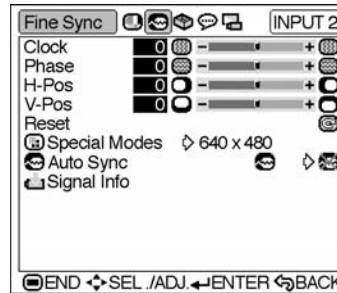 Fine Sync INPUT 2
Clock 0 - +
Phase 0 - +
H-Pos 0 - +
V-Pos 0 - +
Reset
Special Modes 640 x 480
Auto Sync
Signal Info
END SEL./ADJ. ENTER BACK